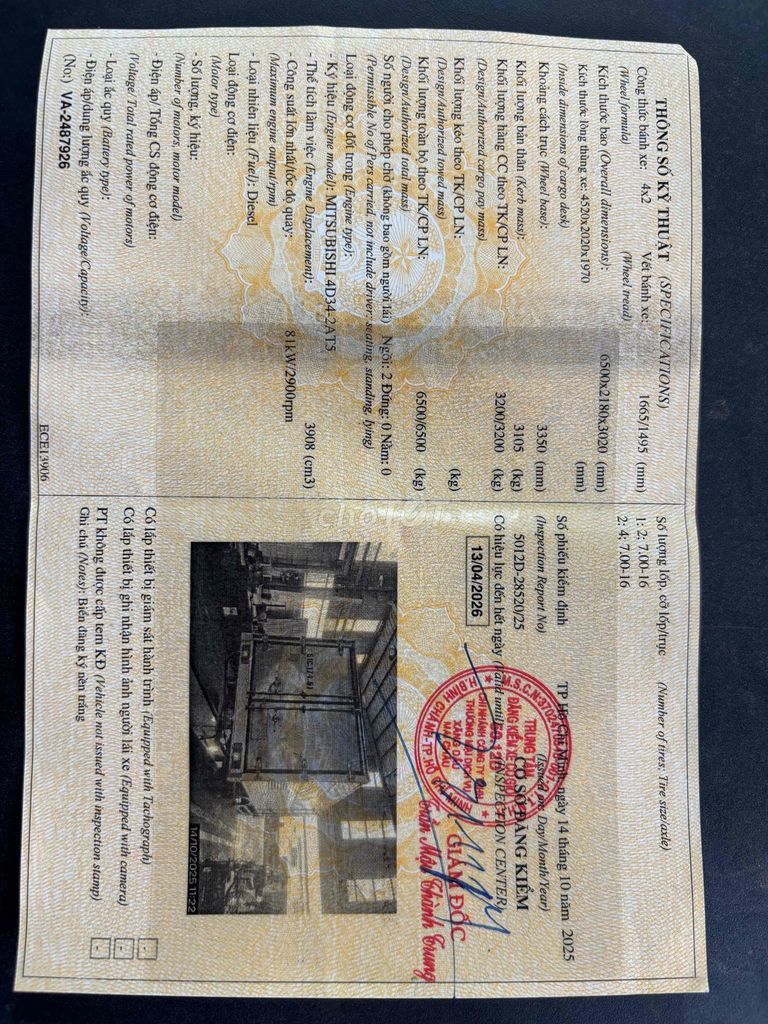 THÔNG SỐ KỸ THUẬT (SPECIFICATIONS)
Công thức bánh xe: 4x2 Vết bánh xe: 1665/1495 (mm)
(Wheel formula) (Wheel tread)
Kích thước bao (Overall dimensions): 6500x2180x3020 (mm)
Kích thước lòng thùng xe: 4520x2020x1970 (mm)
(Inside dimensions of cargo desk)
Khoảng cách trục (Wheel base): 3350 (mm)
Khối lượng bản thân (Kerb mass): 3105 (kg)
Khối lượng hàng CC theo TK/CP LN: 3200/3200 (kg)
(Design/Authorized cargo pay mass)
Khối lượng kéo theo TK/CP LN: (kg)
(Design/Authorized towed mass)
Khối lượng toàn bộ theo TK/CP LN: 6500/6500 (kg)
(Design/Authorized total mass)
Số người cho phép chở (không bao gồm người lái) Ngồi: 2 Đứng: 0 Nằm: 0
(Permissible No of Pers carried, not include driver: seating, standing, lying)
Loại động cơ đốt trong (Engine type):
- Ký hiệu (Engine model): MITSUBISHI 4D34-2AT5
- Thể tích làm việc (Engine Displacement): 3908 (cm3)
- Công suất lớn nhất/tốc độ quay: 81kW/2900rpm
(Maximum engine output/rpm)
- Loại nhiên liệu (Fuel): Diesel
Loại động cơ điện:
(Motor type)
- Số lượng, ký hiệu:
(Number of motors, motor model)
- Điện áp/ Tổng CS động cơ điện:
(Voltage/ Total rated power of motors)
- Loại ắc quy (Battery type):
- Điện áp/dung lượng ắc quy (Voltage/Capacity):
(No.) VA-2487926
ECE13906
Số lượng lốp, cỡ lốp/trục (Number of tires; Tire size/axle)
1: 2; 7.00-16
2: 4; 7.00-16
Số phiếu kiểm định TP Hồ Chí Minh, ngày 14 tháng 10 năm 2025
(Inspection Report No) (Issued on: Day/Month/Year)
5012D-28520/25 CƠ SỞ ĐĂNG KIỂM
Có hiệu lực đến hết ngày (Valid until) (INSPECTION CENTER)
13/04/2026
GIÁM ĐỐC
Trần Mậu Thành Trung
chợTỐT
14/10/2025 11:22
Có lắp thiết bị giám sát hành trình (Equipped with Tachograph)
Có lắp thiết bị ghi nhận hình ảnh người lái xe (Equipped with camera)
PT không được cấp tem KĐ (Vehicle not issued with inspection stamp)
Ghi chú (Notes): Biển đăng ký nền trắng